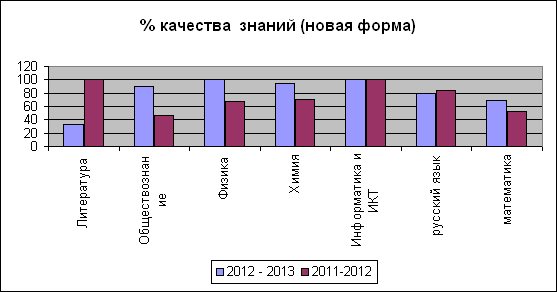 % качества знаний (новая форма)
120
100
80
60
40
20
0
Литература
Обществознан
ие
Физика
Химия
Информатика и
ИКТ
русский язык
математика
2012 - 2013
2011-2012